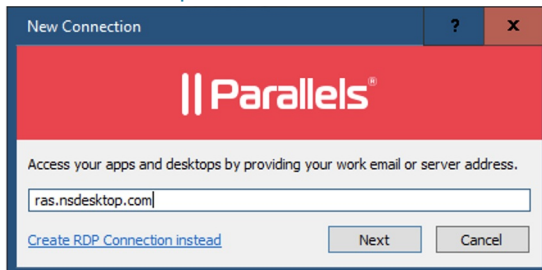 New Connection
?
x
Parallels®
Access your apps and desktops by providing your work email or server address.
ras.nsdesktop.com
Create RDP Connection instead
Next
Cancel